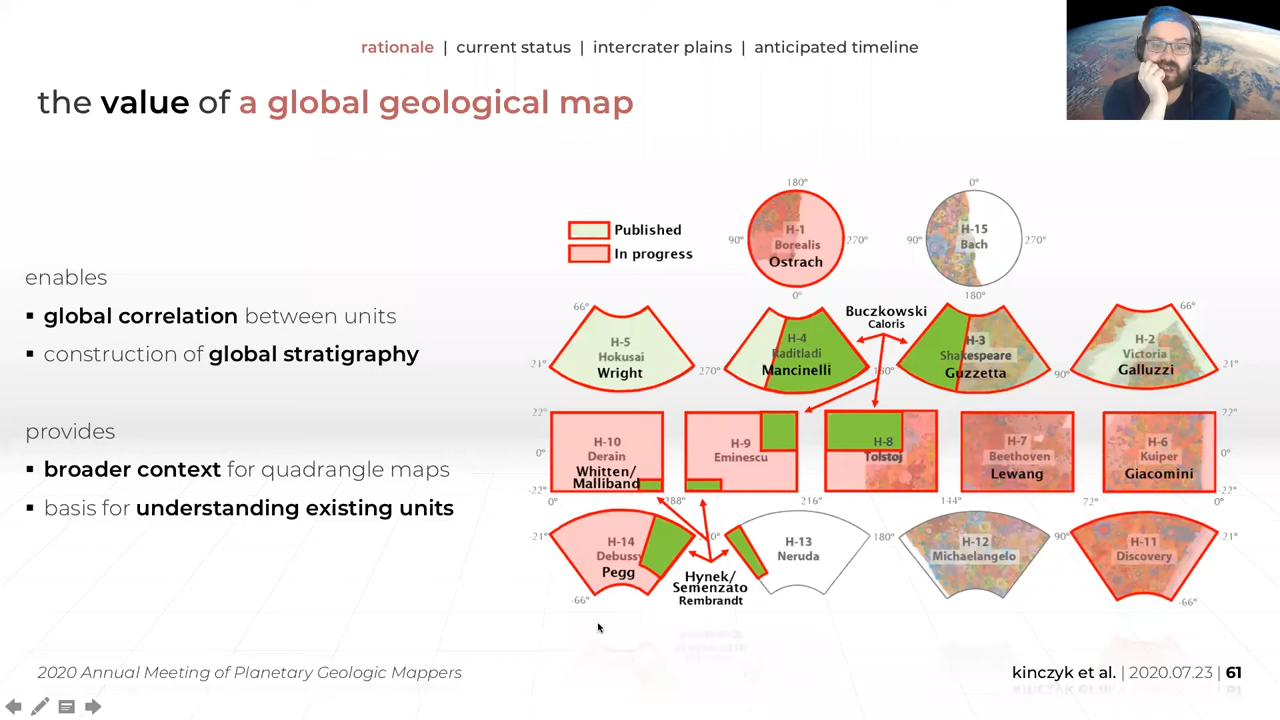 rationale | current status | intercrater plains | anticipated timeline
the value of a global geological map
enables
▪ global correlation between units
▪ construction of global stratigraphy
provides
▪ broader context for quadrangle maps
▪ basis for understanding existing units
Published
In progress
180°
90°
H-1
Borealis
Ostrach
270°
0°
0°
90°
H-15
Bach
270°
180°
66°
H-5
Hokusai
Wright
21°
270°
H-4
Raditladi
Mancinelli
Buczkowski
Caloris
180°
H-3
Shakespeare
Guzzetta
90°
66°
H-2
Victoria
Galluzzi
21°
22°
0°
-22°
H-10
Derain
Whitten/
Malliband
H-9
Eminescu
H-8
Tolstoj
H-7
Beethoven
Lewang
H-6
Kuiper
Giacomini
22°
0°
-22°
0°
288°
216°
144°
72°
0°
-21°
H-14
Debussy
Pegg
-66°
Hynek/
Semenzato
Rembrandt
H-13
Neruda
180°
H-12
Michaelangelo
90°
H-11
Discovery
-21°
-66°
2020 Annual Meeting of Planetary Geologic Mappers
kinczyk et al. | 2020.07.23 | 61